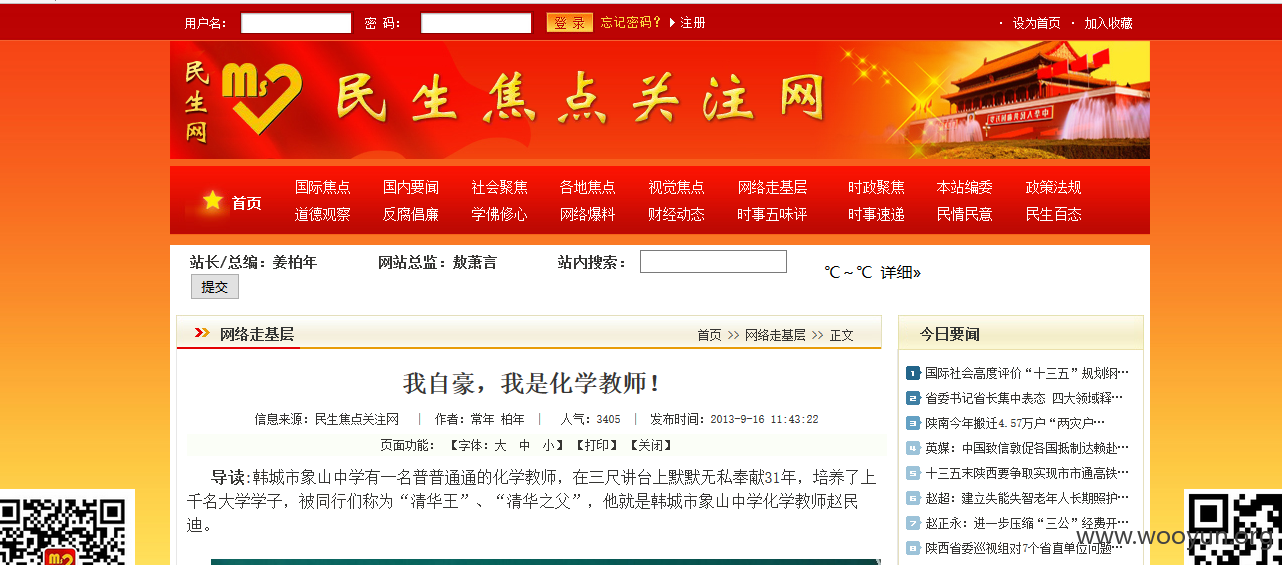 用户名： 密 码： 登 录 忘记密码？ 注册 · 设为首页 · 加入收藏
民生网
民生焦点关注网
首页
国际焦点 国内要闻 社会聚焦 各地焦点 视觉焦点 网络走基层 时政聚焦 本站编委 政策法规
道德观察 反腐倡廉 学佛修心 网络爆料 财经动态 时事五味评 时事速递 民情民意 民生百态
站长/总编：姜柏年 网站总监：敖萧言 站内搜索： ℃～℃ 详细»
提交
网络走基层 首页 >> 网络走基层 >> 正文
我自豪，我是化学教师！
信息来源：民生焦点关注网 | 作者：常年 柏年 | 人气：3405 | 发布时间：2013-9-16 11:43:22
页面功能： 【字体：大 中 小】【打印】【关闭】
导读:韩城市象山中学有一名普普通通的化学教师，在三尺讲台上默默无私奉献31年，培养了上
千名大学学子，被同行们称为“清华王”、“清华之父”，他就是韩城市象山中学化学教师赵民
迪。
今日要闻
1 国际社会高度评价“十三五”规划纲…
2 省委书记省长集中表态 四大领域释…
3 陕南今年搬迁4.57万户“两灾户…
4 英媒：中国致信敦促各国抵制达赖赴…
5 十三五末陕西要争取实现市市通高铁…
6 赵超：建立失能失智老年人长期照护…
7 赵正永：进一步压缩“三公”经费开…
8 陕西省委巡视组对7个省直单位问题…
www.wooyun.org